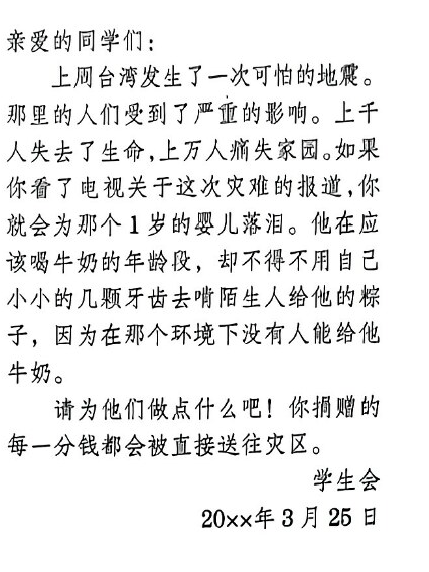 亲爱的同学们：
上周台湾发生了一次可怕的地震。
那里的人们受到了严重的影响。上千
人失去了生命，上万人痛失家园。如果
你看了电视关于这次灾难的报道，你
就会为那个1岁的婴儿落泪。他在应
该喝牛奶的年龄段，却不得不用自己
小小的几颗牙齿去啃陌生人给他的粽
子，因为在那个环境下没有人能给他
牛奶。
请为他们做点什么吧！你捐赠的
每一分钱都会被直接送往灾区。
学生会
20××年3月25日